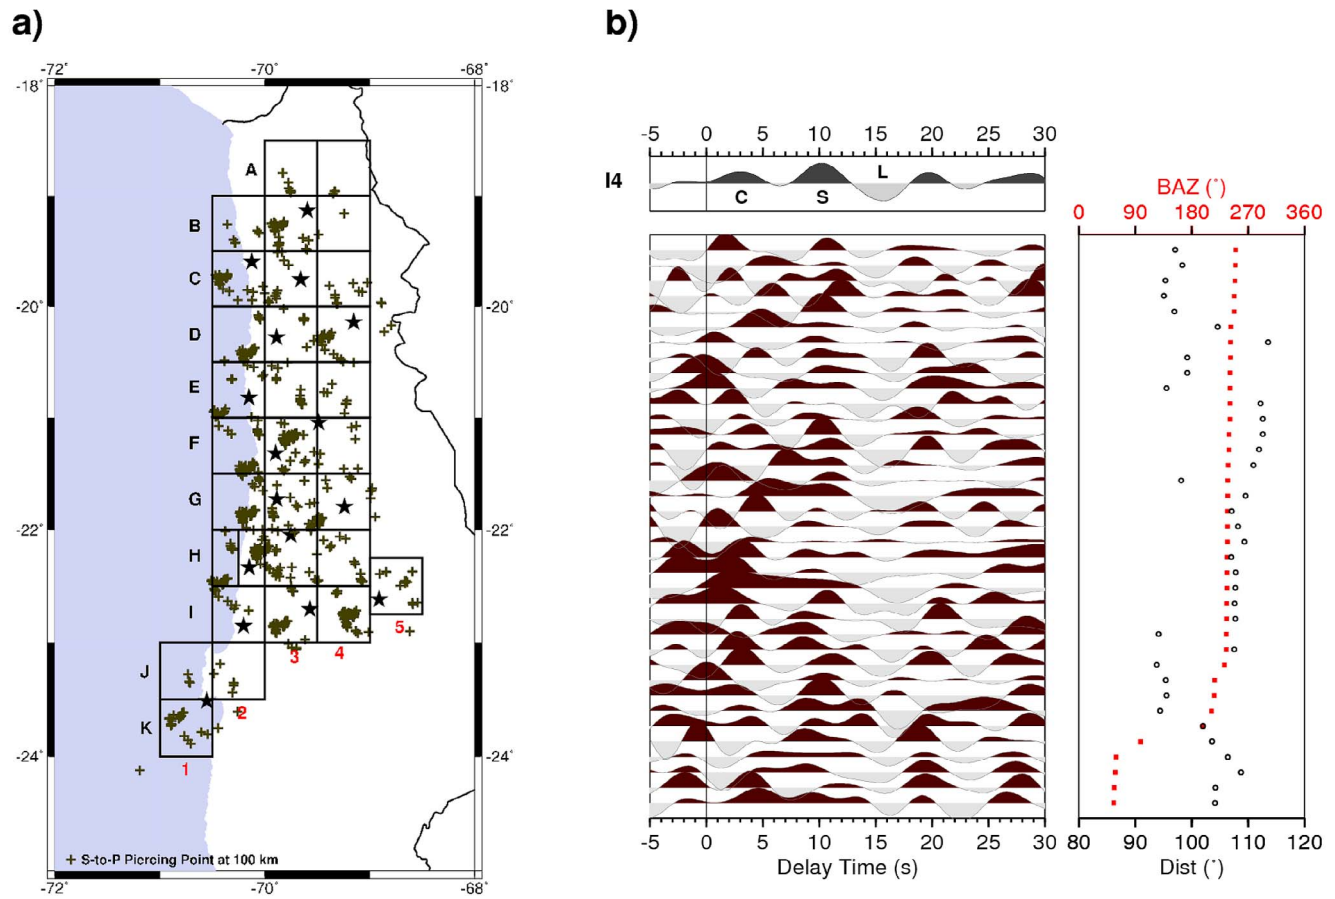 a)
b)
-72˚ -70˚ -68˚
-18˚ -18˚
-5 0 5 10 15 20 25 30
A
I4 C S L
BAZ (˚)
B
0 90 180 270 360
C
-20˚ -20˚
D
E
F
G
-22˚ -22˚
H
I
5
3 4
J
2
K
-24˚ -24˚
1
-5 0 5 10 15 20 25 30
80 90 100 110 120
S-to-P Piercing Point at 100 km
Delay Time (s)
Dist (˚)
-72˚ -70˚ -68˚